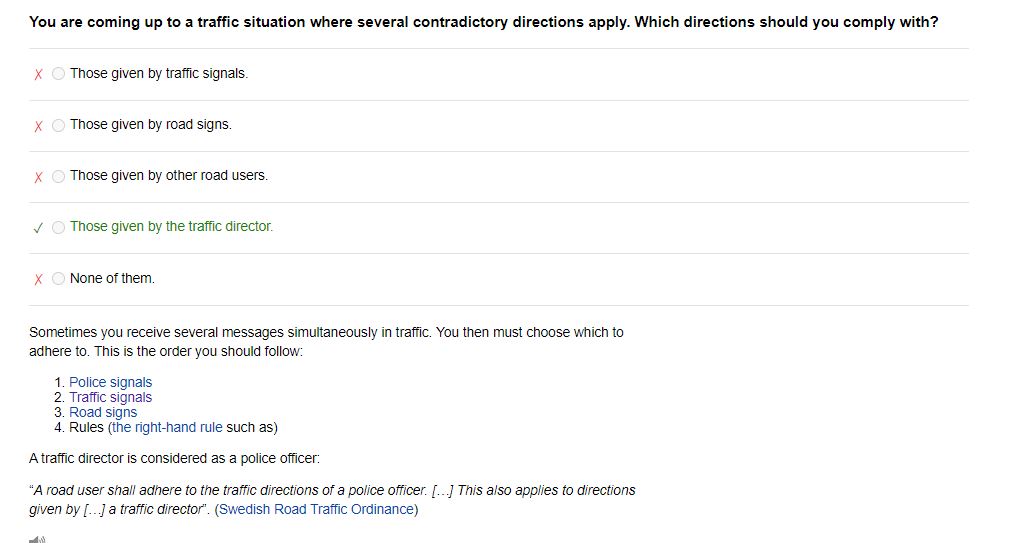 You are coming up to a traffic situation where several contradictory directions apply. Which directions should you comply with?
X Those given by traffic signals.
X Those given by road signs.
X Those given by other road users.
✓ Those given by the traffic director.
X None of them.
Sometimes you receive several messages simultaneously in traffic. You then must choose which to
adhere to. This is the order you should follow:
1. Police signals
2. Traffic signals
3. Road signs
4. Rules (the right-hand rule such as)
A traffic director is considered as a police officer:
"A road user shall adhere to the traffic directions of a police officer. […] This also applies to directions
given by […] a traffic director". (Swedish Road Traffic Ordinance)